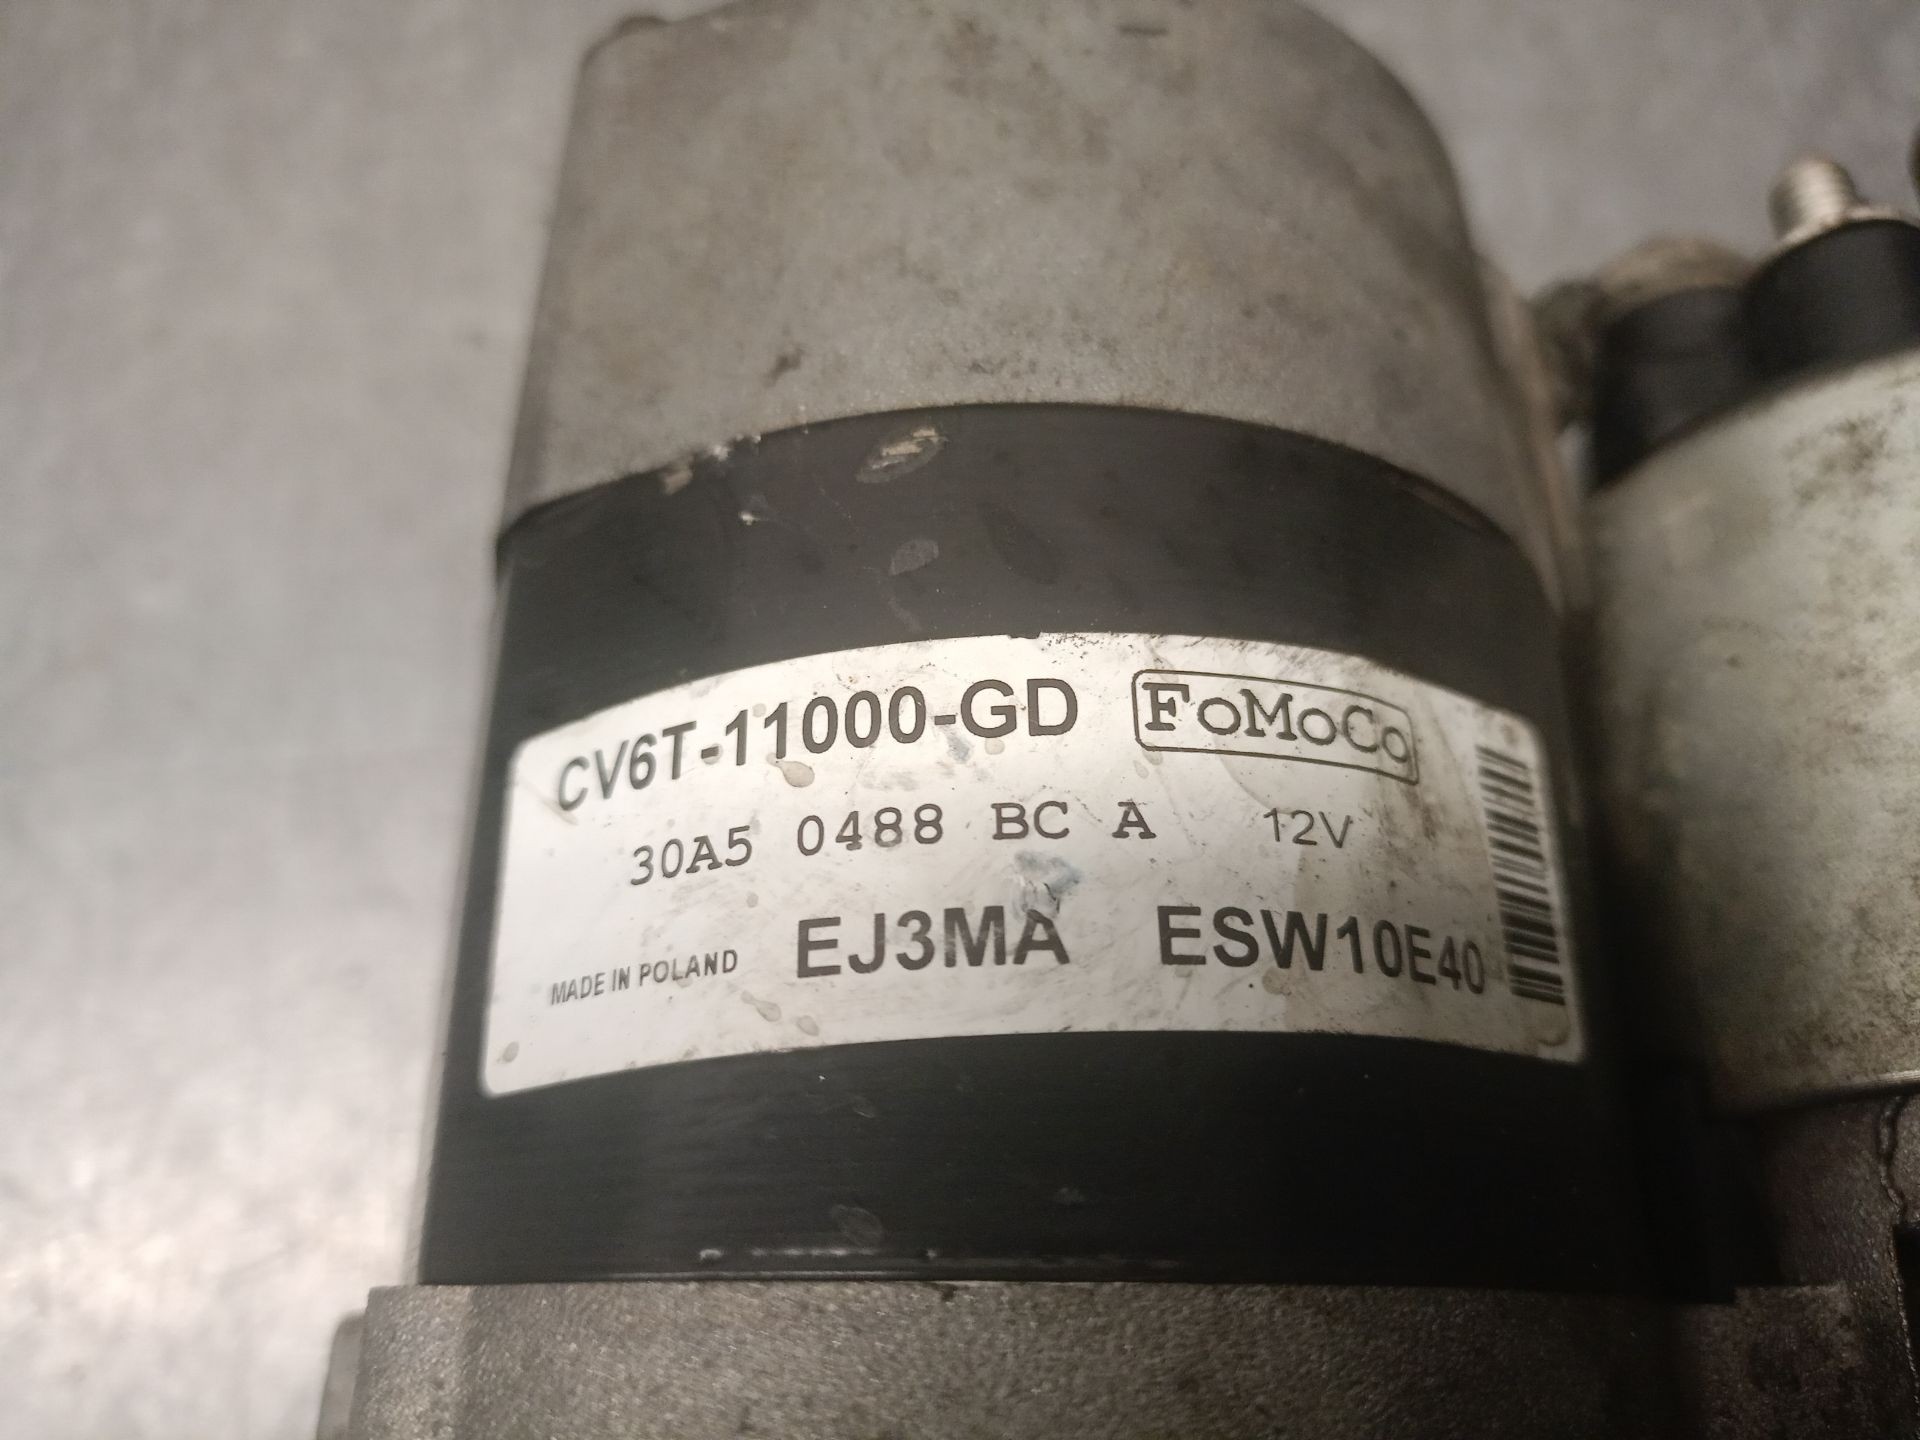 CV6T-11000-GD FoMoCo
30A5 0488 BC A 12V
MADE IN POLAND EJ3MA ESW10E40